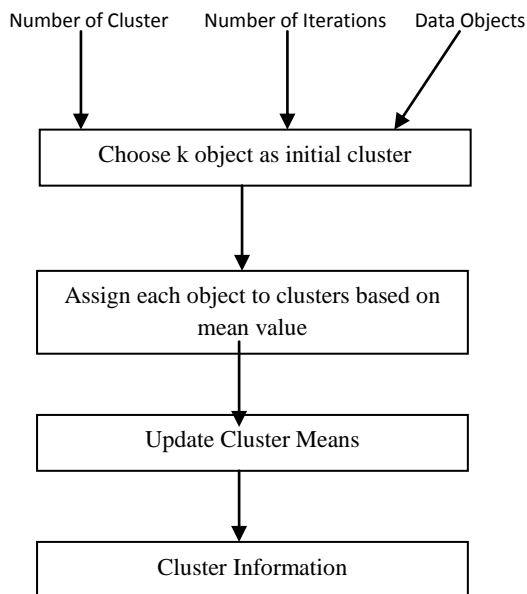 Number of Cluster
Number of Iterations
Data Objects
Choose k object as initial cluster
Assign each object to clusters based on
mean value
Update Cluster Means
Cluster Information